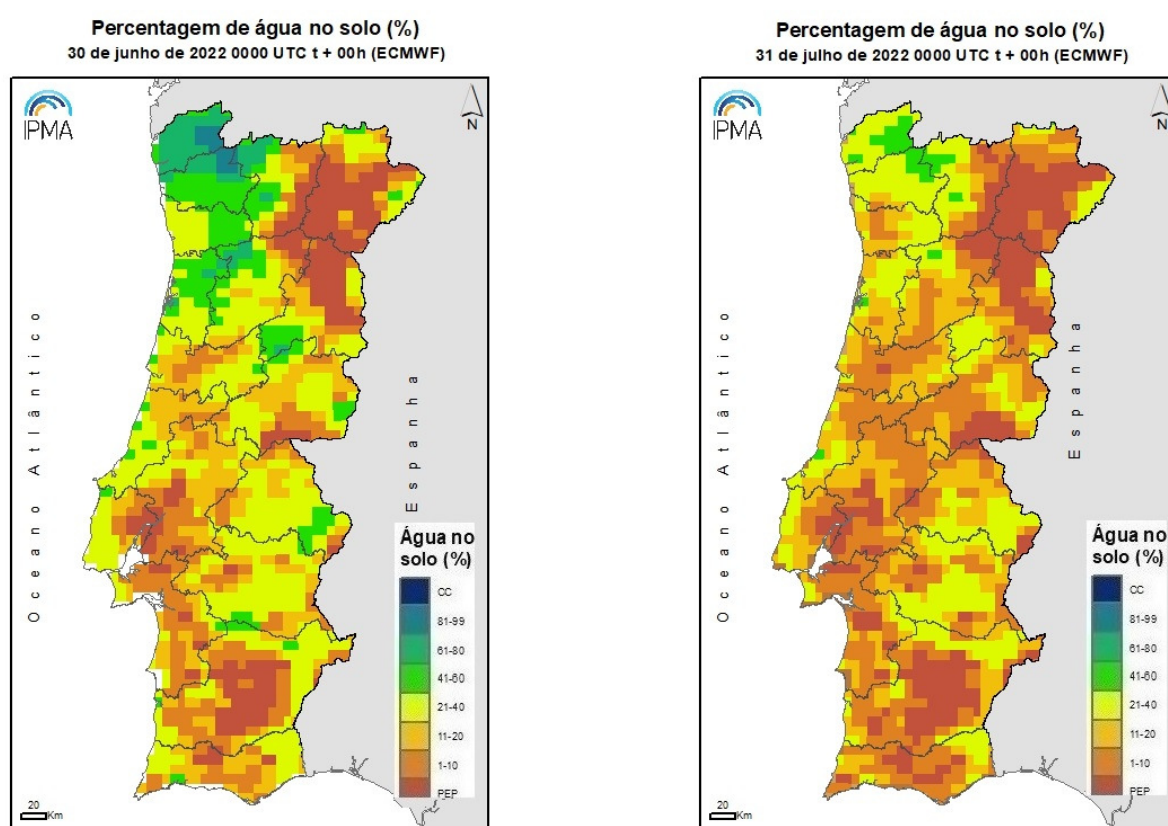 Percentagem de água no solo (%)
30 de junho de 2022 0000 UTC t + 00h (ECMWF)
IPMA
N
Oceano Atlântico
Espanha
Água no
solo (%)
CC
81-99
61-80
41-60
21-40
11-20
1-10
PEP
20
Km
Percentagem de água no solo (%)
31 de julho de 2022 0000 UTC t + 00h (ECMWF)
IPMA
N
Oceano Atlântico
Espanha
Água no
solo (%)
CC
81-99
61-80
41-60
21-40
11-20
1-10
PEP
20
Km